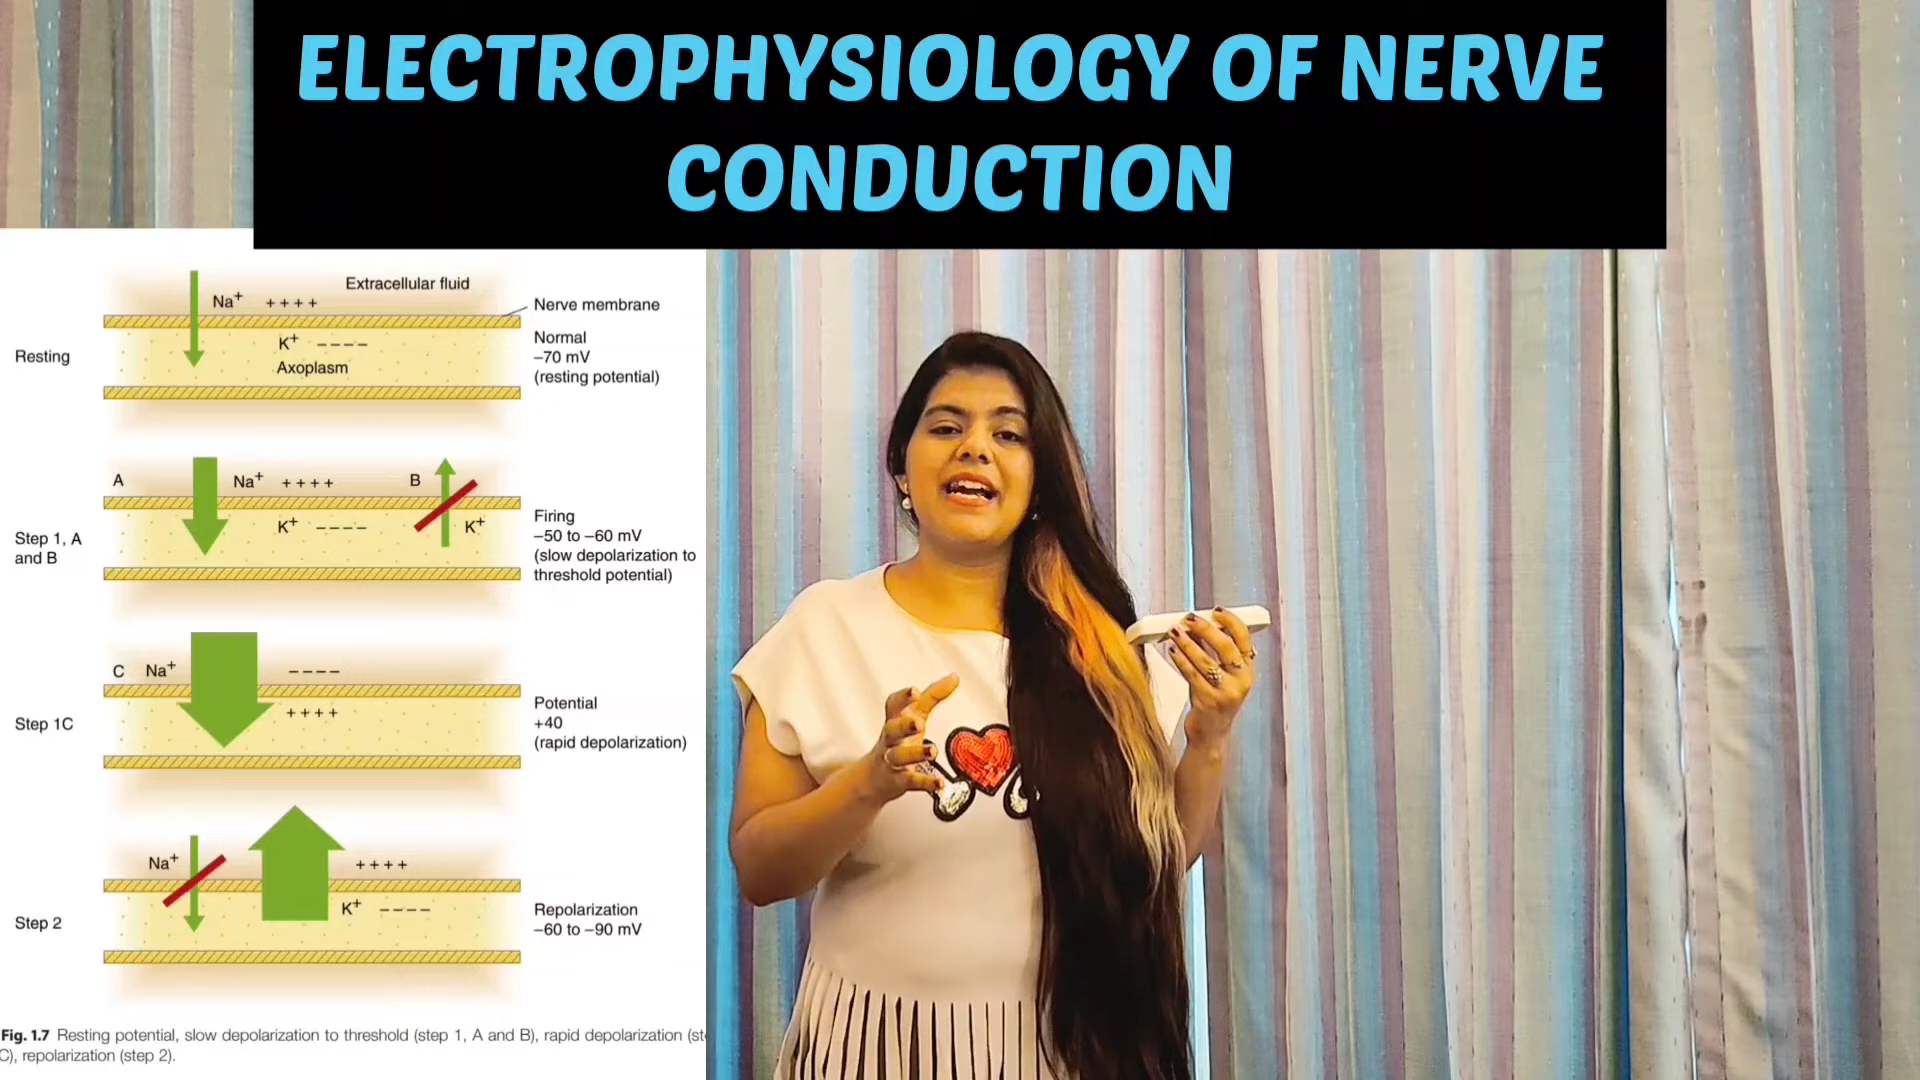 ELECTROPHYSIOLOGY OF NERVE
CONDUCTION
Extracellular fluid
Na+ ++++
Nerve membrane
K+ −−−−
Axoplasm
Resting
Normal
−70 mV
(resting potential)
A
Na+ ++++
B
K+ −−−−
K+
Step 1, A
and B
Firing
−50 to −60 mV
(slow depolarization to
threshold potential)
C Na+ −−−−
++++
Step 1C
Potential
+40
(rapid depolarization)
Na+ ++++
K+ −−−−
Step 2
Repolarization
−60 to −90 mV
Fig. 1.7 Resting potential, slow depolarization to threshold (step 1, A and B), rapid depolarization (st
C), repolarization (step 2).